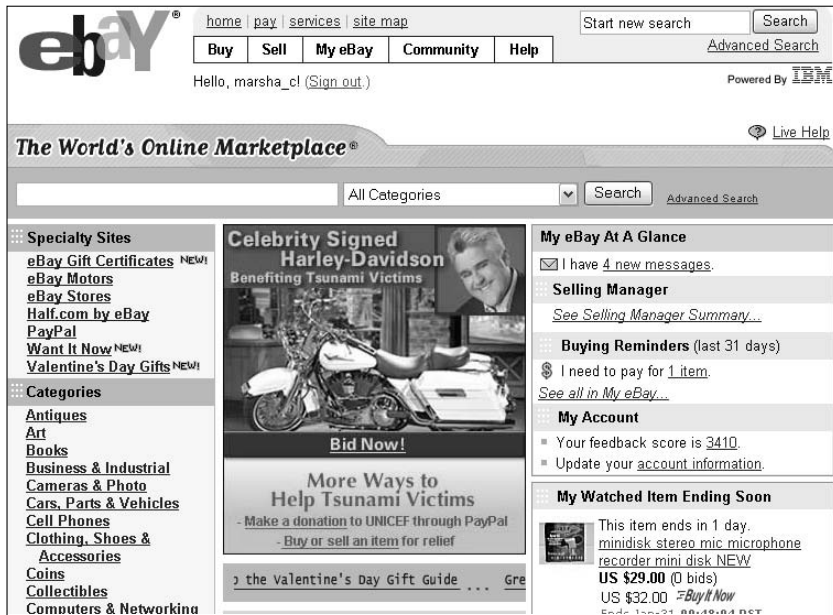 ebaY®
home | pay | services | site map
Buy Sell My eBay Community Help
Start new search Search
Advanced Search
Hello, marsha_c! (Sign out.)
Powered By IBM
Live Help
The World's Online Marketplace®
All Categories Search Advanced Search
Specialty Sites
eBay Gift Certificates NEW!
eBay Motors
eBay Stores
Half.com by eBay
PayPal
Want It Now NEW!
Valentine's Day Gifts NEW!
Categories
Antiques
Art
Books
Business & Industrial
Cameras & Photo
Cars, Parts & Vehicles
Cell Phones
Clothing, Shoes &
Accessories
Coins
Collectibles
Computers & Networking
Celebrity Signed
Harley-Davidson
Benefiting Tsunami Victims
Bid Now!
More Ways to
Help Tsunami Victims
- Make a donation to UNICEF through PayPal
- Buy or sell an item for relief
the Valentine's Day Gift Guide ... Gre
My eBay At A Glance
I have 4 new messages.
Selling Manager
See Selling Manager Summary...
Buying Reminders (last 31 days)
I need to pay for 1 item.
See all in My eBay...
My Account
Your feedback score is 3410.
Update your account information.
My Watched Item Ending Soon
This item ends in 1 day.
minidisk stereo mic microphone
recorder mini disk NEW
US $29.00 (0 bids)
US $32.00 Buy It Now